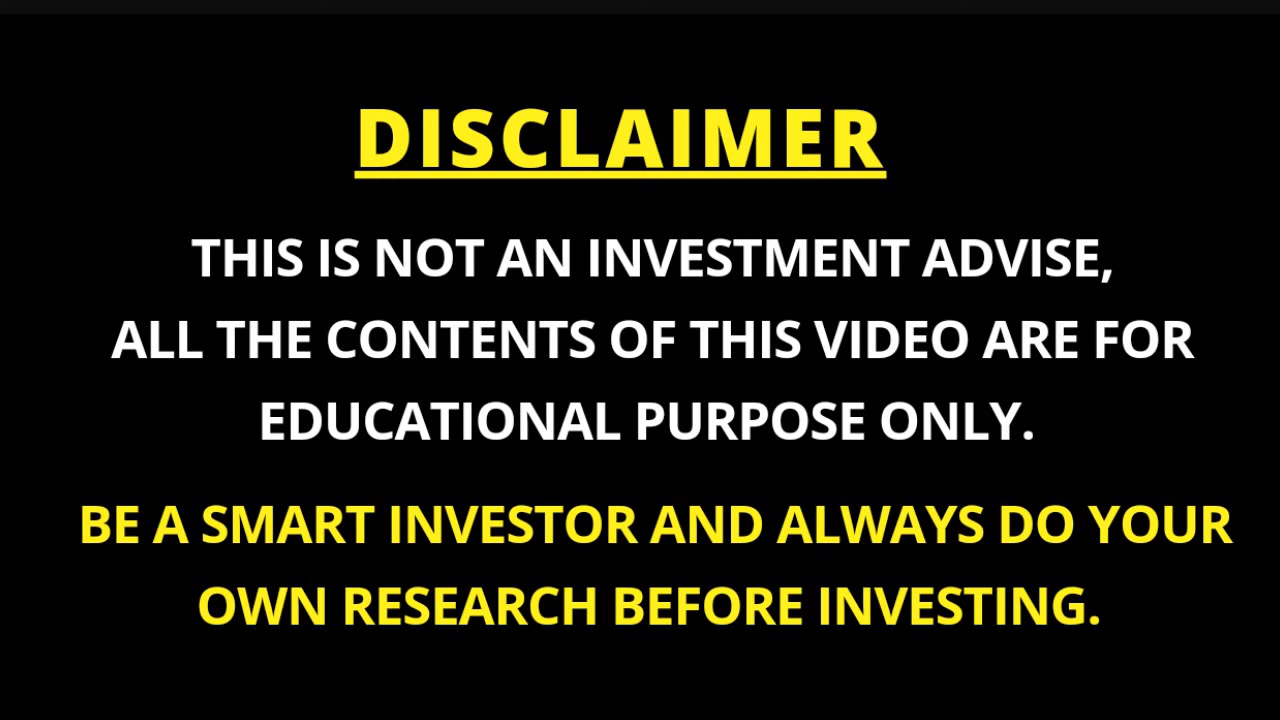 DISCLAIMER
THIS IS NOT AN INVESTMENT ADVISE,
ALL THE CONTENTS OF THIS VIDEO ARE FOR
EDUCATIONAL PURPOSE ONLY.
BE A SMART INVESTOR AND ALWAYS DO YOUR
OWN RESEARCH BEFORE INVESTING.